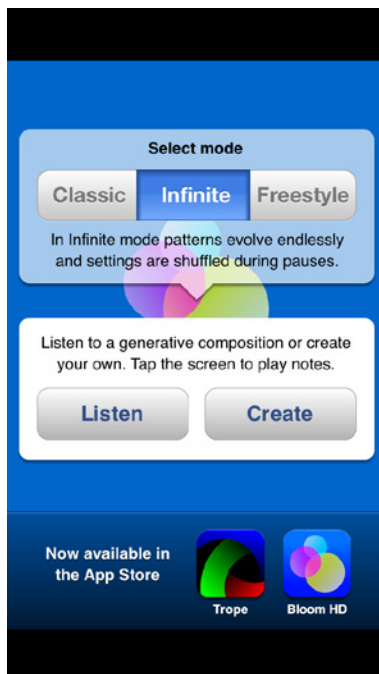 Select mode
Classic Infinite Freestyle
In Infinite mode patterns evolve endlessly
and settings are shuffled during pauses.
Listen to a generative composition or create
your own. Tap the screen to play notes.
Listen Create
Now available in
the App Store
Trope Bloom HD